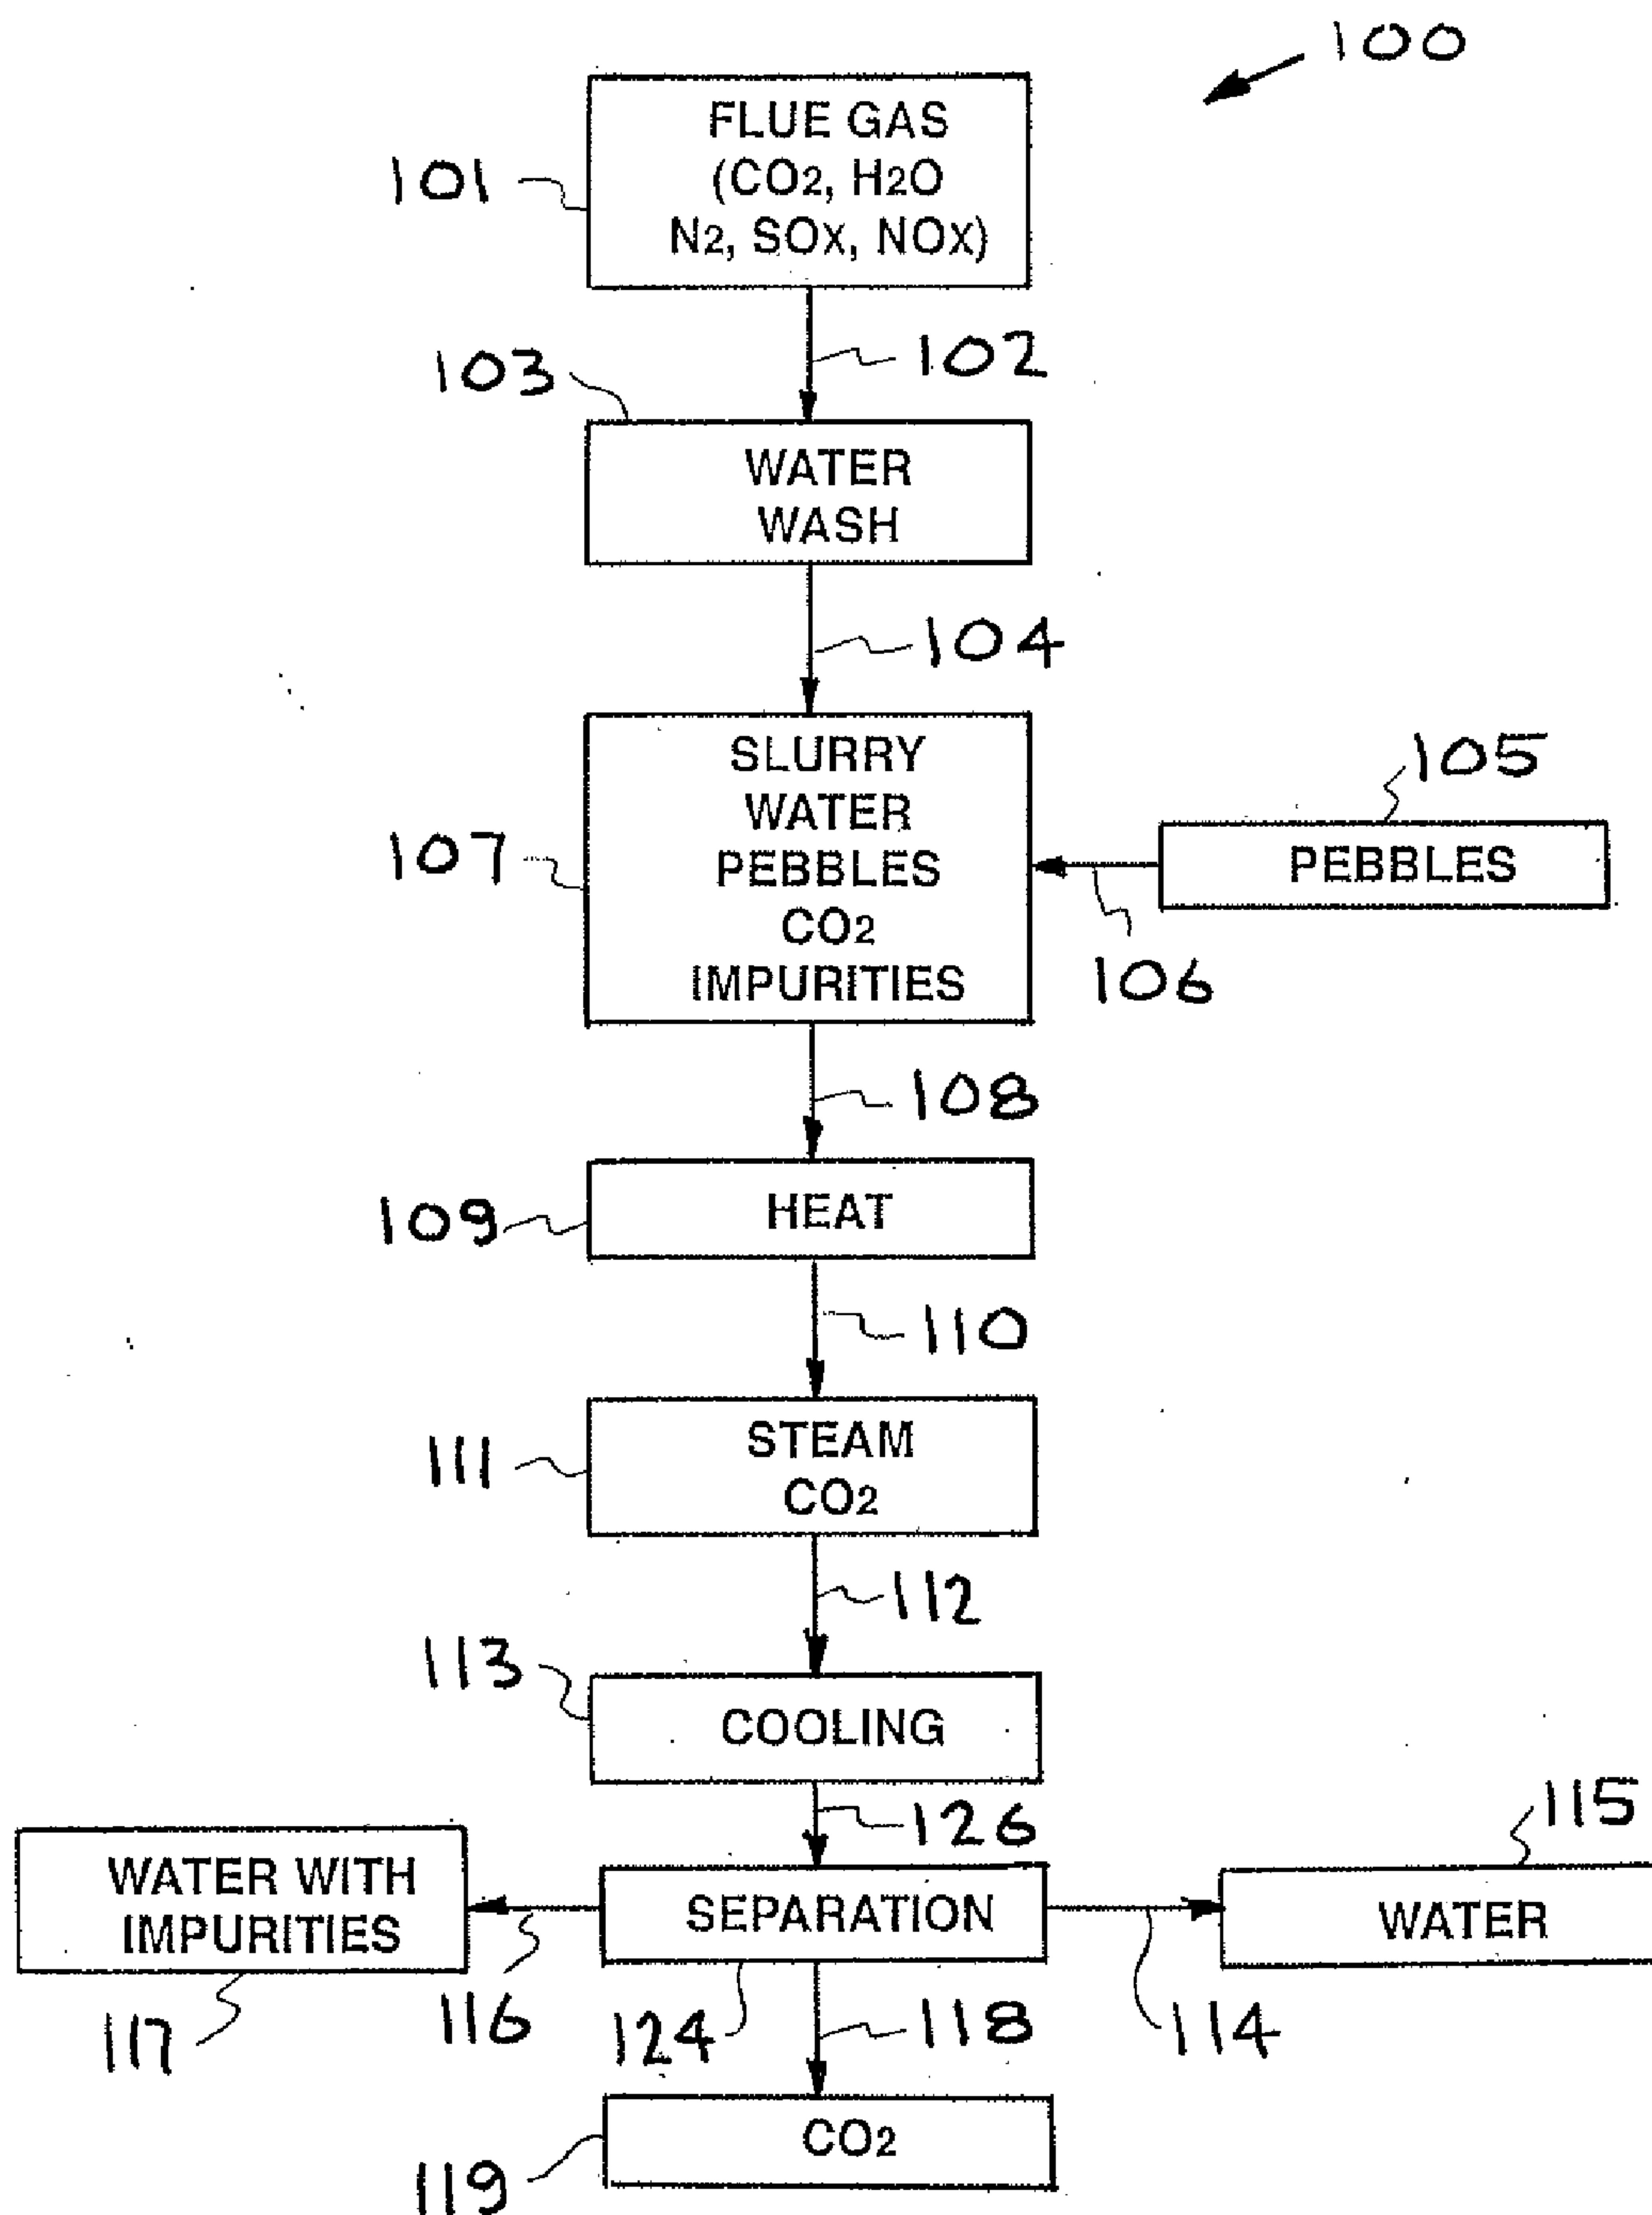 100
FLUE GAS
(CO2, H2O
N2, SOX, NOX)
101
102
103
WATER
WASH
104
SLURRY
WATER
PEBBLES
CO2
IMPURITIES
107
105
PEBBLES
106
108
109
HEAT
110
111
STEAM
CO2
112
113
COOLING
126
115
WATER WITH
IMPURITIES
SEPARATION
WATER
117
116
124
118
114
CO2
119